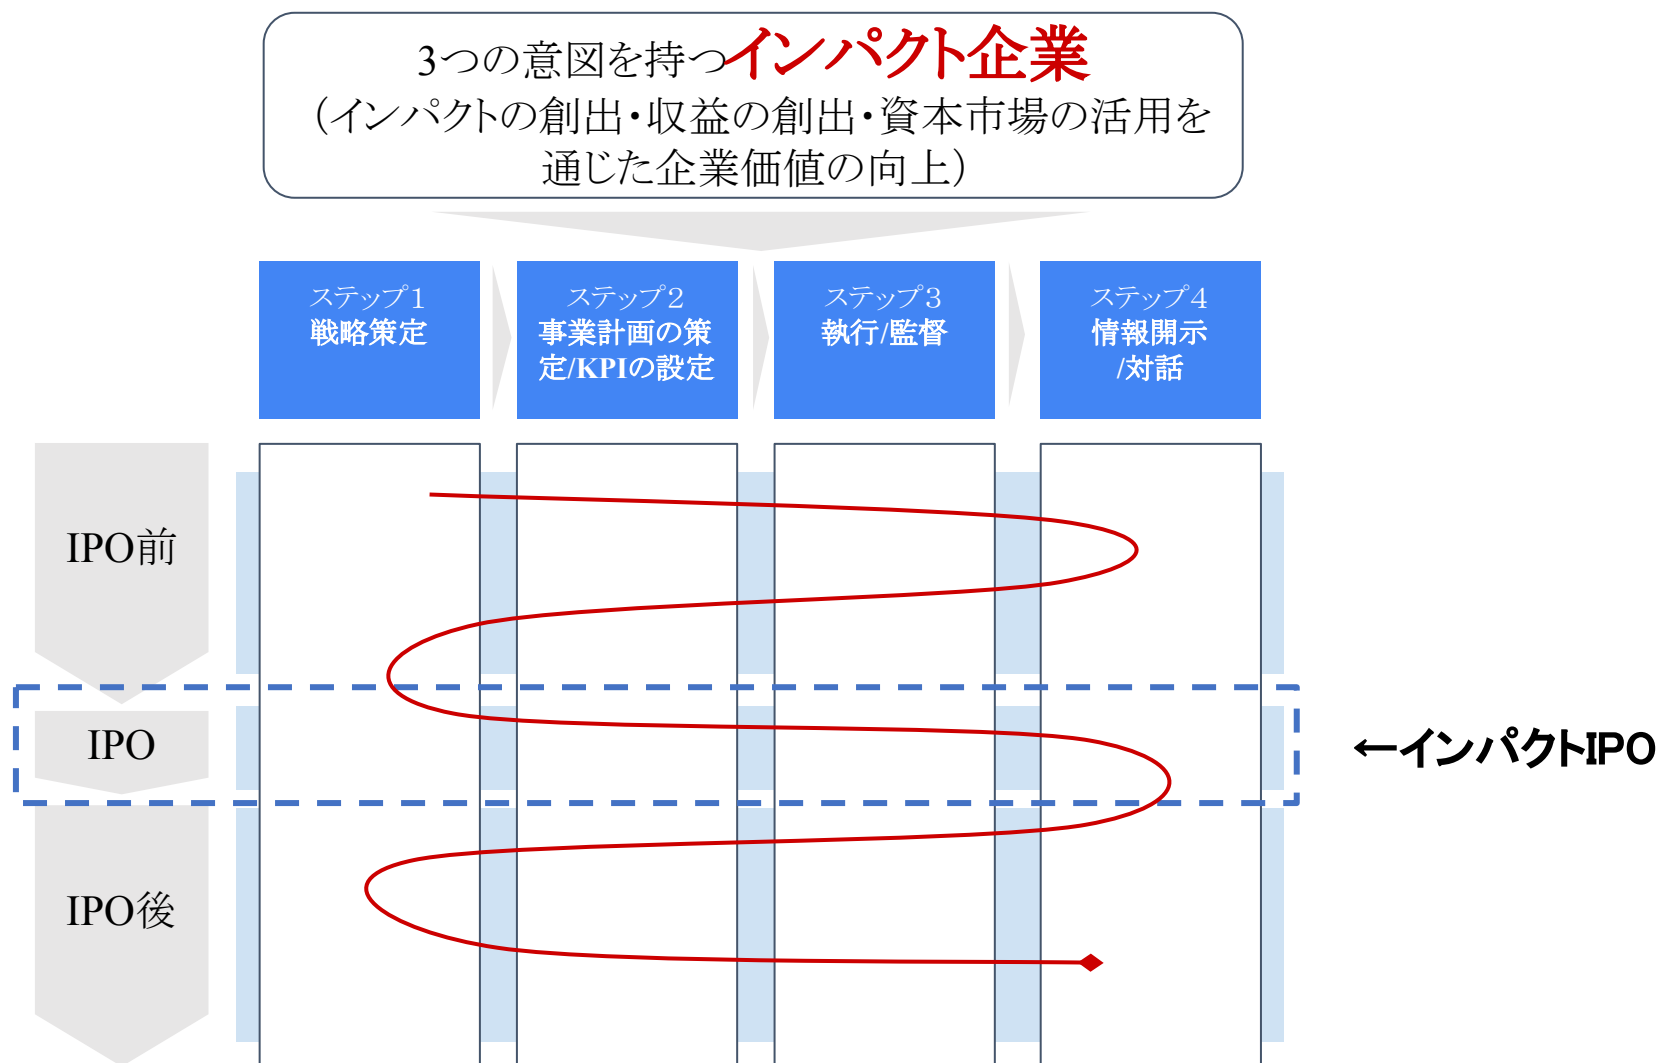 3つの意図を持つインパクト企業
（インパクトの創出・収益の創出・資本市場の活用を
通じた企業価値の向上）
ステップ1
戦略策定
ステップ2
事業計画の策
定/KPIの設定
ステップ3
執行/監督
ステップ4
情報開示
/対話
IPO前
IPO
←インパクトIPO
IPO後